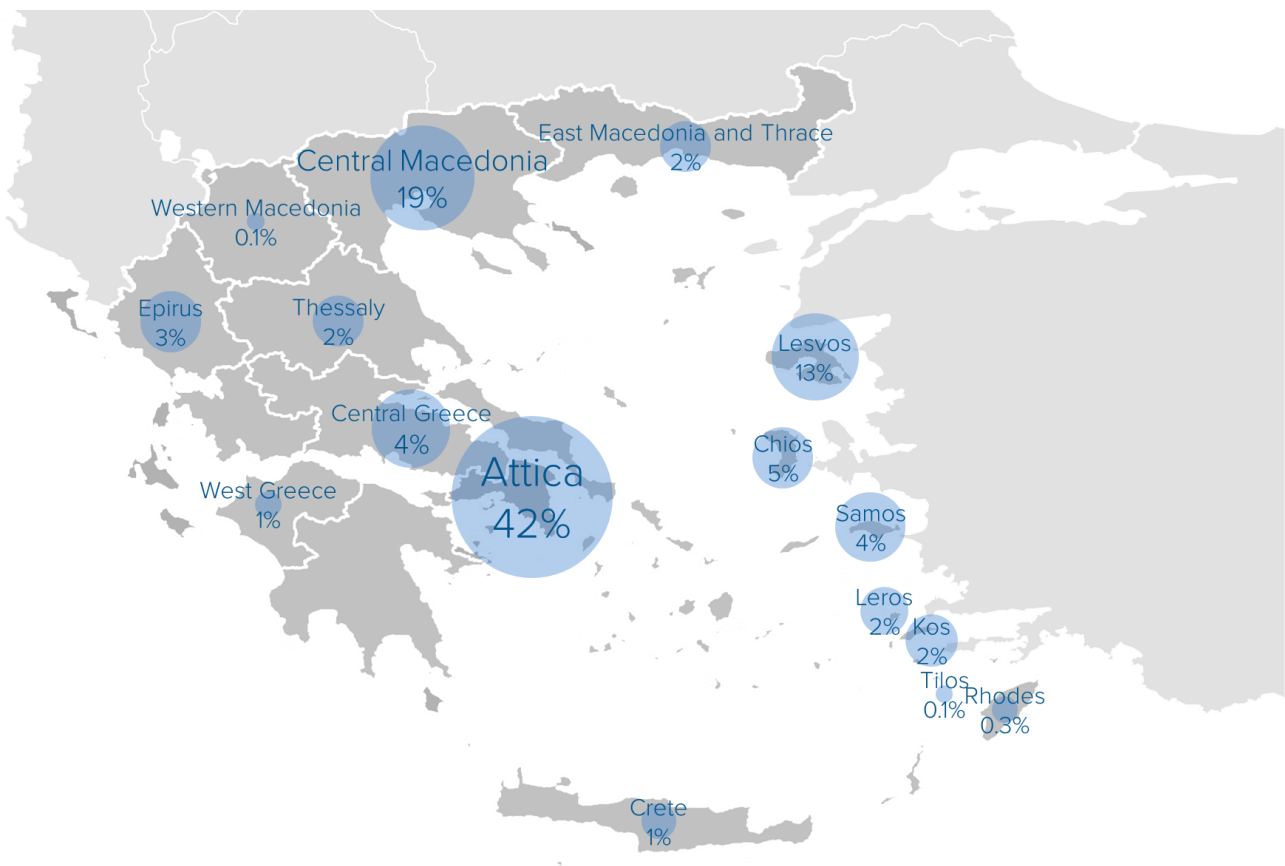 East Macedonia and Thrace
2%
Central Macedonia
19%
Western Macedonia
0.1%
Epirus
3%
Thessaly
2%
Lesvos
13%
Central Greece
4%
Chios
5%
Attica
42%
West Greece
1%
Samos
4%
Leros
2%
Kos
2%
Tilos
0.1%
Rhodes
0.3%
Crete
1%